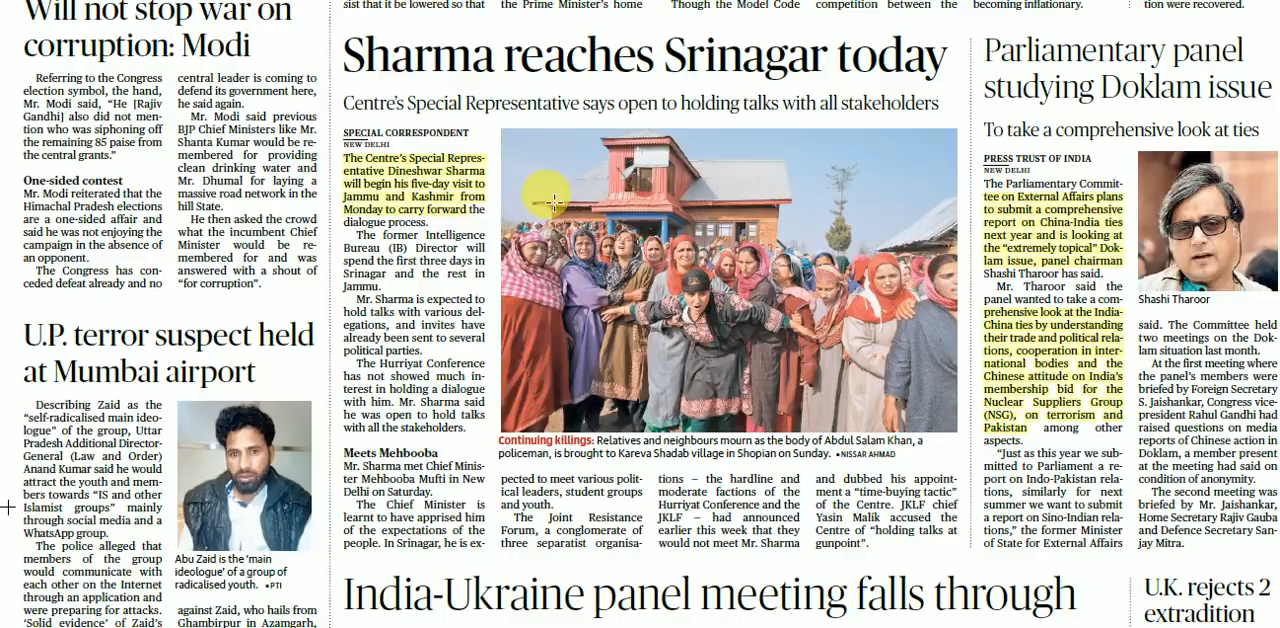 Will not stop war on
corruption: Modi
Referring to the Congress
election symbol, the hand,
Mr. Modi said, “He [Rajiv
Gandhi] also did not men-
tion who was siphoning off
the remaining 85 paise from
the central grants.”
One-sided contest
Mr. Modi reiterated that the
Himachal Pradesh elections
are a one-sided affair and
said he was not enjoying the
campaign in the absence of
an opponent.
The Congress has con-
ceded defeat already and no
central leader is coming to
defend its government here,
he said again.
Mr. Modi said previous
BJP Chief Ministers like Mr.
Shanta Kumar would be re-
membered for providing
clean drinking water and
Mr. Dhumal for laying a
massive road network in the
hill State.
He then asked the crowd
what the incumbent Chief
Minister would be re-
membered for and was
answered with a shout of
“for corruption”.
U.P. terror suspect held
at Mumbai airport
Describing Zaid as the
“self-radicalised main ideo-
logue” of the group, Uttar
Pradesh Additional Director-
General (Law and Order)
Anand Kumar said he would
attract the youth and mem-
bers towards “IS and other
Islamist groups” mainly
through social media and a
WhatsApp group.
The police alleged that
members of the group
would communicate with
each other on the Internet
through an application and
were preparing for attacks.
‘Solid evidence’ of Zaid’s
Abu Zaid is the ‘main
ideologue’ of a group of
radicalised youth. •PTI
against Zaid, who hails from
Ghambirpur in Azamgarh,
sist that it be lowered so that
the Prime Minister’s home
Though the Model Code
competition between the
becoming inflationary.
tion were recovered.
Sharma reaches Srinagar today
Centre’s Special Representative says open to holding talks with all stakeholders
SPECIAL CORRESPONDENT
NEW DELHI
The Centre’s Special Repres-
entative Dineshwar Sharma
will begin his five-day visit to
Jammu and Kashmir from
Monday to carry forward the
dialogue process.
The former Intelligence
Bureau (IB) Director will
spend the first three days in
Srinagar and the rest in
Jammu.
Mr. Sharma is expected to
hold talks with various del-
egations, and invites have
already been sent to several
political parties.
The Hurriyat Conference
has not showed much in-
terest in holding a dialogue
with him. Mr. Sharma said
he was open to hold talks
with all the stakeholders.
Meets Mehbooba
Mr. Sharma met Chief Minis-
ter Mehbooba Mufti in New
Delhi on Saturday.
The Chief Minister is
learnt to have apprised him
of the expectations of the
people. In Srinagar, he is ex-
Continuing killings: Relatives and neighbours mourn as the body of Abdul Salam Khan, a
policeman, is brought to Kareva Shadab village in Shopian on Sunday. •NISSAR AHMAD
pected to meet various polit-
ical leaders, student groups
and youth.
The Joint Resistance
Forum, a conglomerate of
three separatist organisa-
tions – the hardline and
moderate factions of the
Hurriyat Conference and the
JKLF – had announced
earlier this week that they
would not meet Mr. Sharma
and dubbed his appoint-
ment a “time-buying tactic”
of the Centre. JKLF chief
Yasin Malik accused the
Centre of “holding talks at
gunpoint”.
Parliamentary panel
studying Doklam issue
To take a comprehensive look at ties
PRESS TRUST OF INDIA
NEW DELHI
The Parliamentary Commit-
tee on External Affairs plans
to submit a comprehensive
report on China-India ties
next year and is looking at
the “extremely topical” Dok-
lam issue, panel chairman
Shashi Tharoor has said.
Mr. Tharoor said the
panel wanted to take a com-
prehensive look at the India-
China ties by understanding
their trade and political rela-
tions, cooperation in inter-
national bodies and the
Chinese attitude on India’s
membership bid for the
Nuclear Suppliers Group
(NSG), on terrorism and
Pakistan among other
aspects.
“Just as this year we sub-
mitted to Parliament a re-
port on Indo-Pakistan rela-
tions, similarly for next
summer we want to submit
a report on Sino-Indian rela-
tions,” the former Minister
of State for External Affairs
Shashi Tharoor
said. The Committee held
two meetings on the Dok-
lam situation last month.
At the first meeting where
the panel’s members were
briefed by Foreign Secretary
S. Jaishankar, Congress vice-
president Rahul Gandhi had
raised questions on media
reports of Chinese action in
Doklam, a member present
at the meeting had said on
condition of anonymity.
The second meeting was
briefed by Mr. Jaishankar,
Home Secretary Rajiv Gauba
and Defence Secretary San-
jay Mitra.
India-Ukraine panel meeting falls through
U.K. rejects 2
extradition